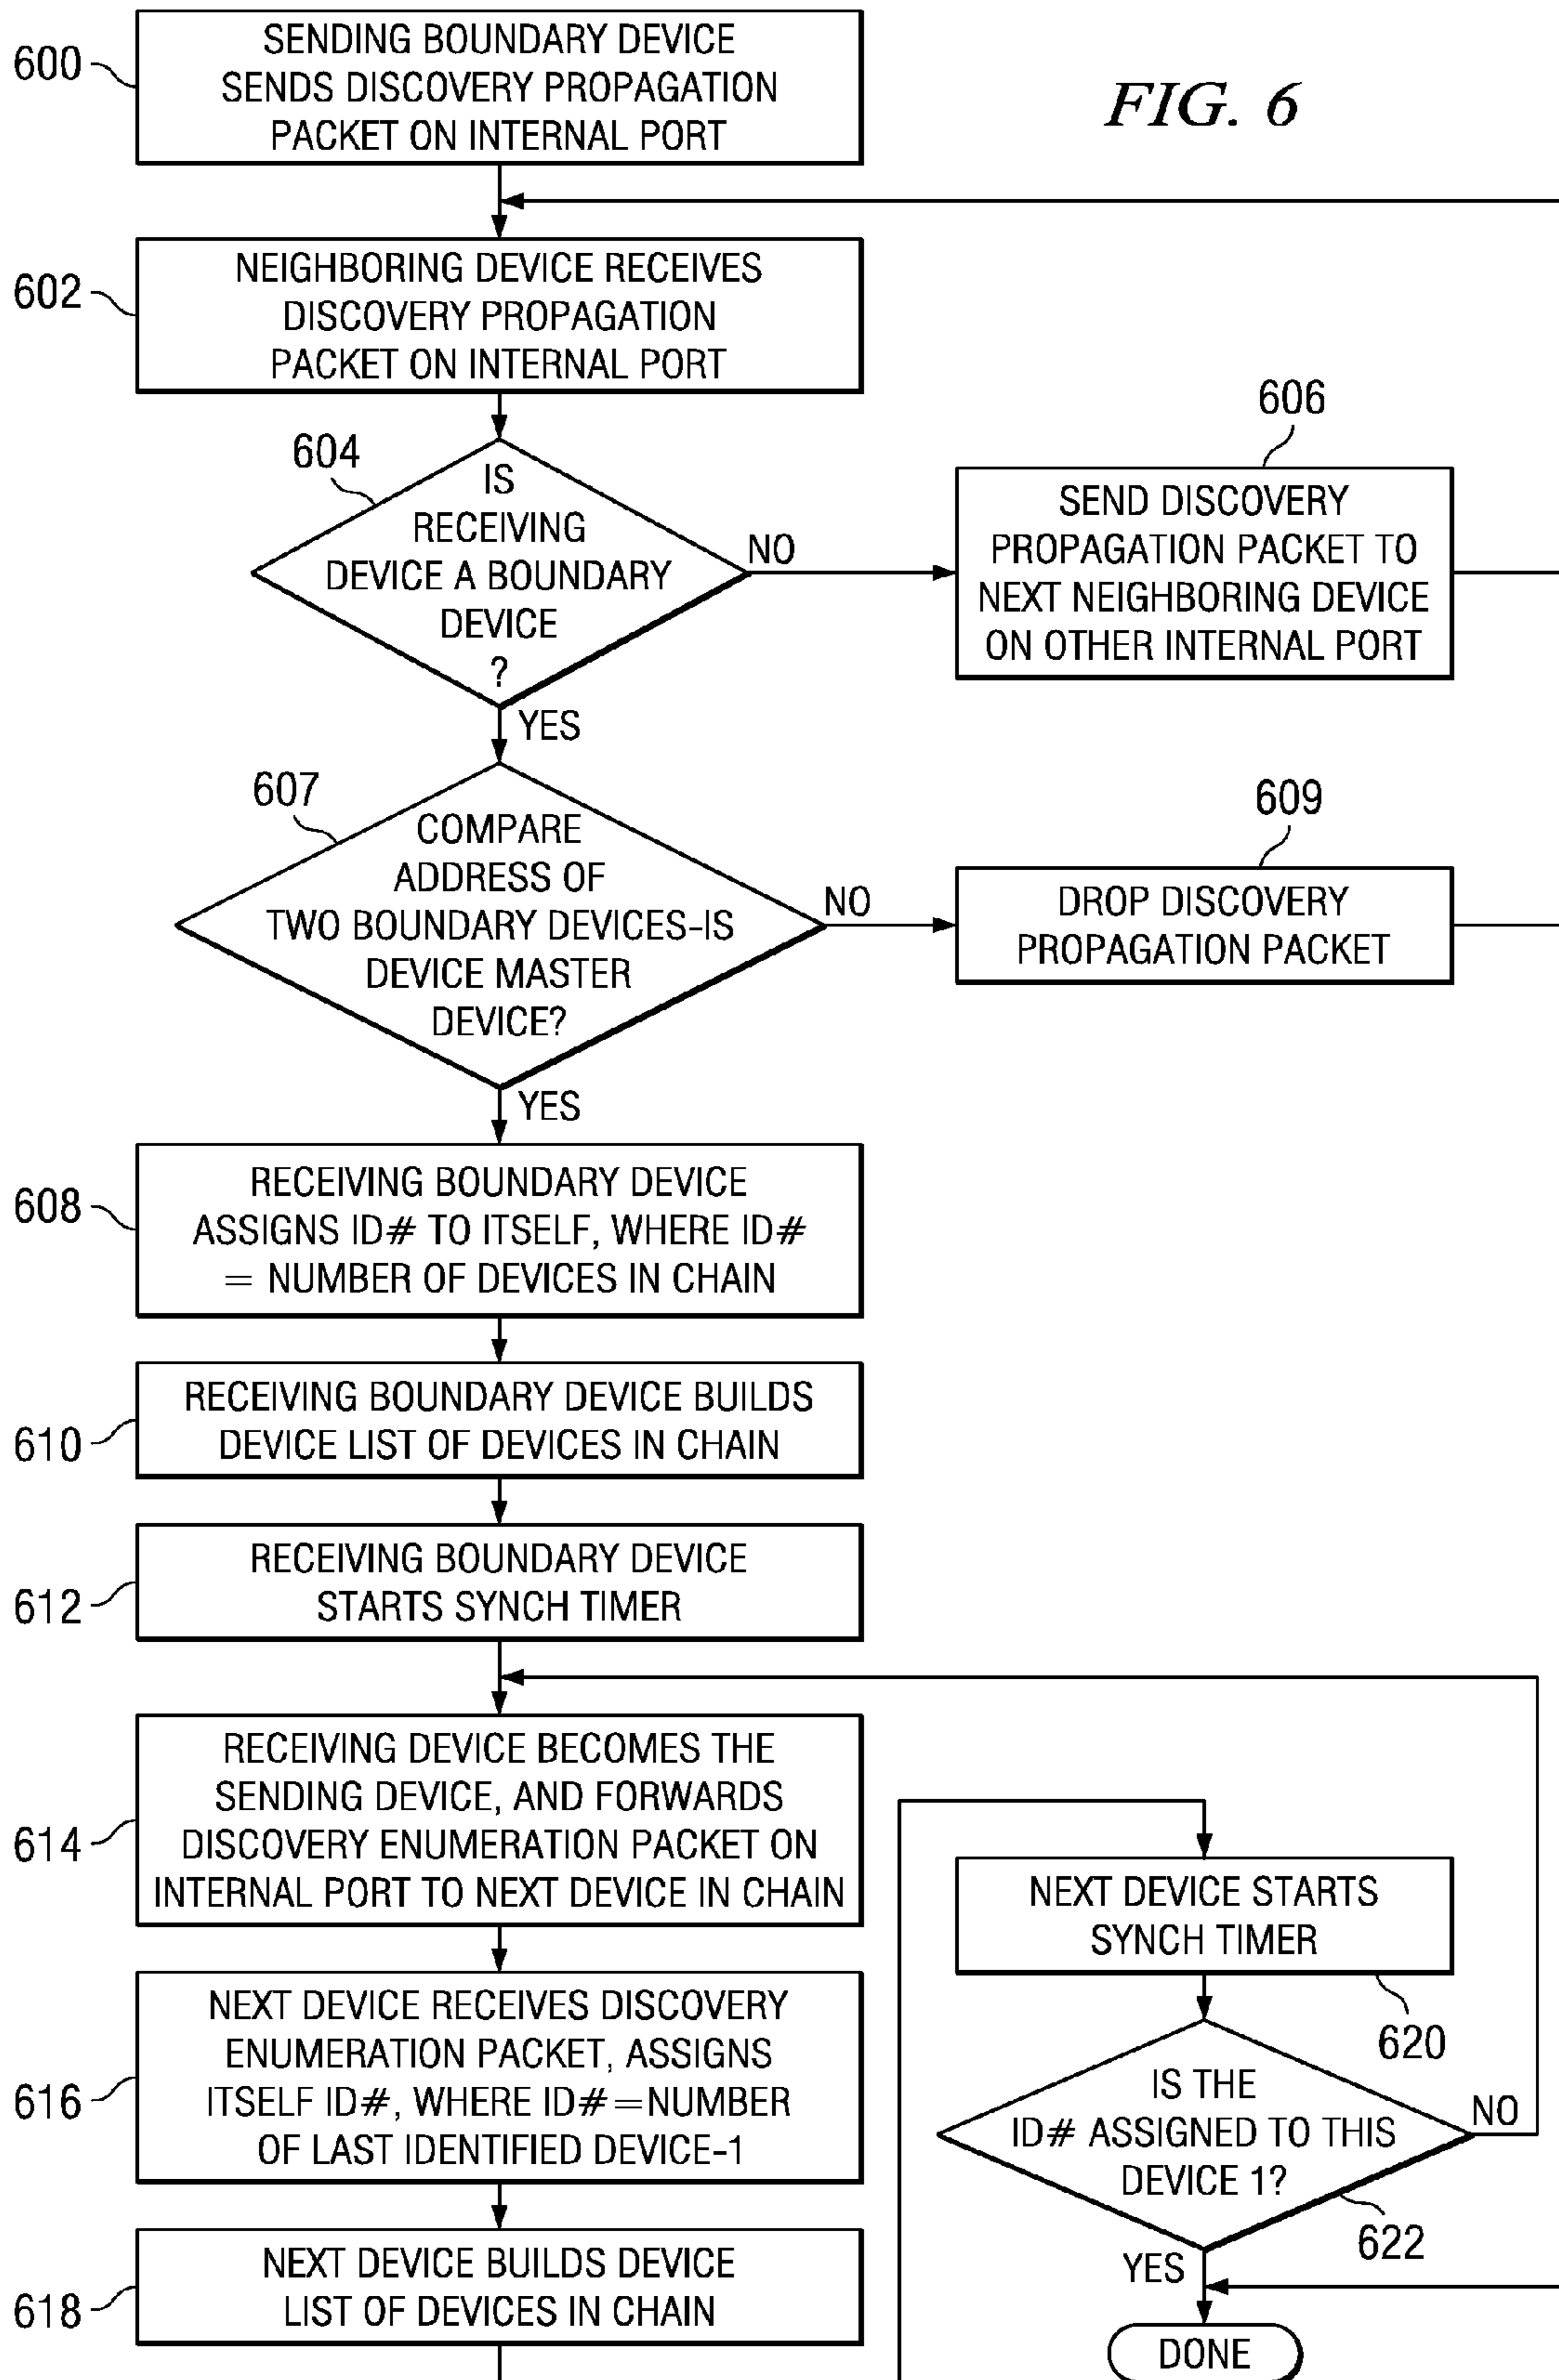 FIG. 6
600
SENDING BOUNDARY DEVICE
SENDS DISCOVERY PROPAGATION
PACKET ON INTERNAL PORT
602
NEIGHBORING DEVICE RECEIVES
DISCOVERY PROPAGATION
PACKET ON INTERNAL PORT
604
IS
RECEIVING
DEVICE A BOUNDARY
DEVICE
?
NO
YES
606
SEND DISCOVERY
PROPAGATION PACKET TO
NEXT NEIGHBORING DEVICE
ON OTHER INTERNAL PORT
607
COMPARE
ADDRESS OF
TWO BOUNDARY DEVICES-IS
DEVICE MASTER
DEVICE?
NO
YES
609
DROP DISCOVERY
PROPAGATION PACKET
608
RECEIVING BOUNDARY DEVICE
ASSIGNS ID# TO ITSELF, WHERE ID#
= NUMBER OF DEVICES IN CHAIN
610
RECEIVING BOUNDARY DEVICE BUILDS
DEVICE LIST OF DEVICES IN CHAIN
612
RECEIVING BOUNDARY DEVICE
STARTS SYNCH TIMER
614
RECEIVING DEVICE BECOMES THE
SENDING DEVICE, AND FORWARDS
DISCOVERY ENUMERATION PACKET ON
INTERNAL PORT TO NEXT DEVICE IN CHAIN
616
NEXT DEVICE RECEIVES DISCOVERY
ENUMERATION PACKET, ASSIGNS
ITSELF ID#, WHERE ID#=NUMBER
OF LAST IDENTIFIED DEVICE-1
618
NEXT DEVICE BUILDS DEVICE
LIST OF DEVICES IN CHAIN
NEXT DEVICE STARTS
SYNCH TIMER
620
IS THE
ID# ASSIGNED TO THIS
DEVICE 1?
NO
622
YES
DONE